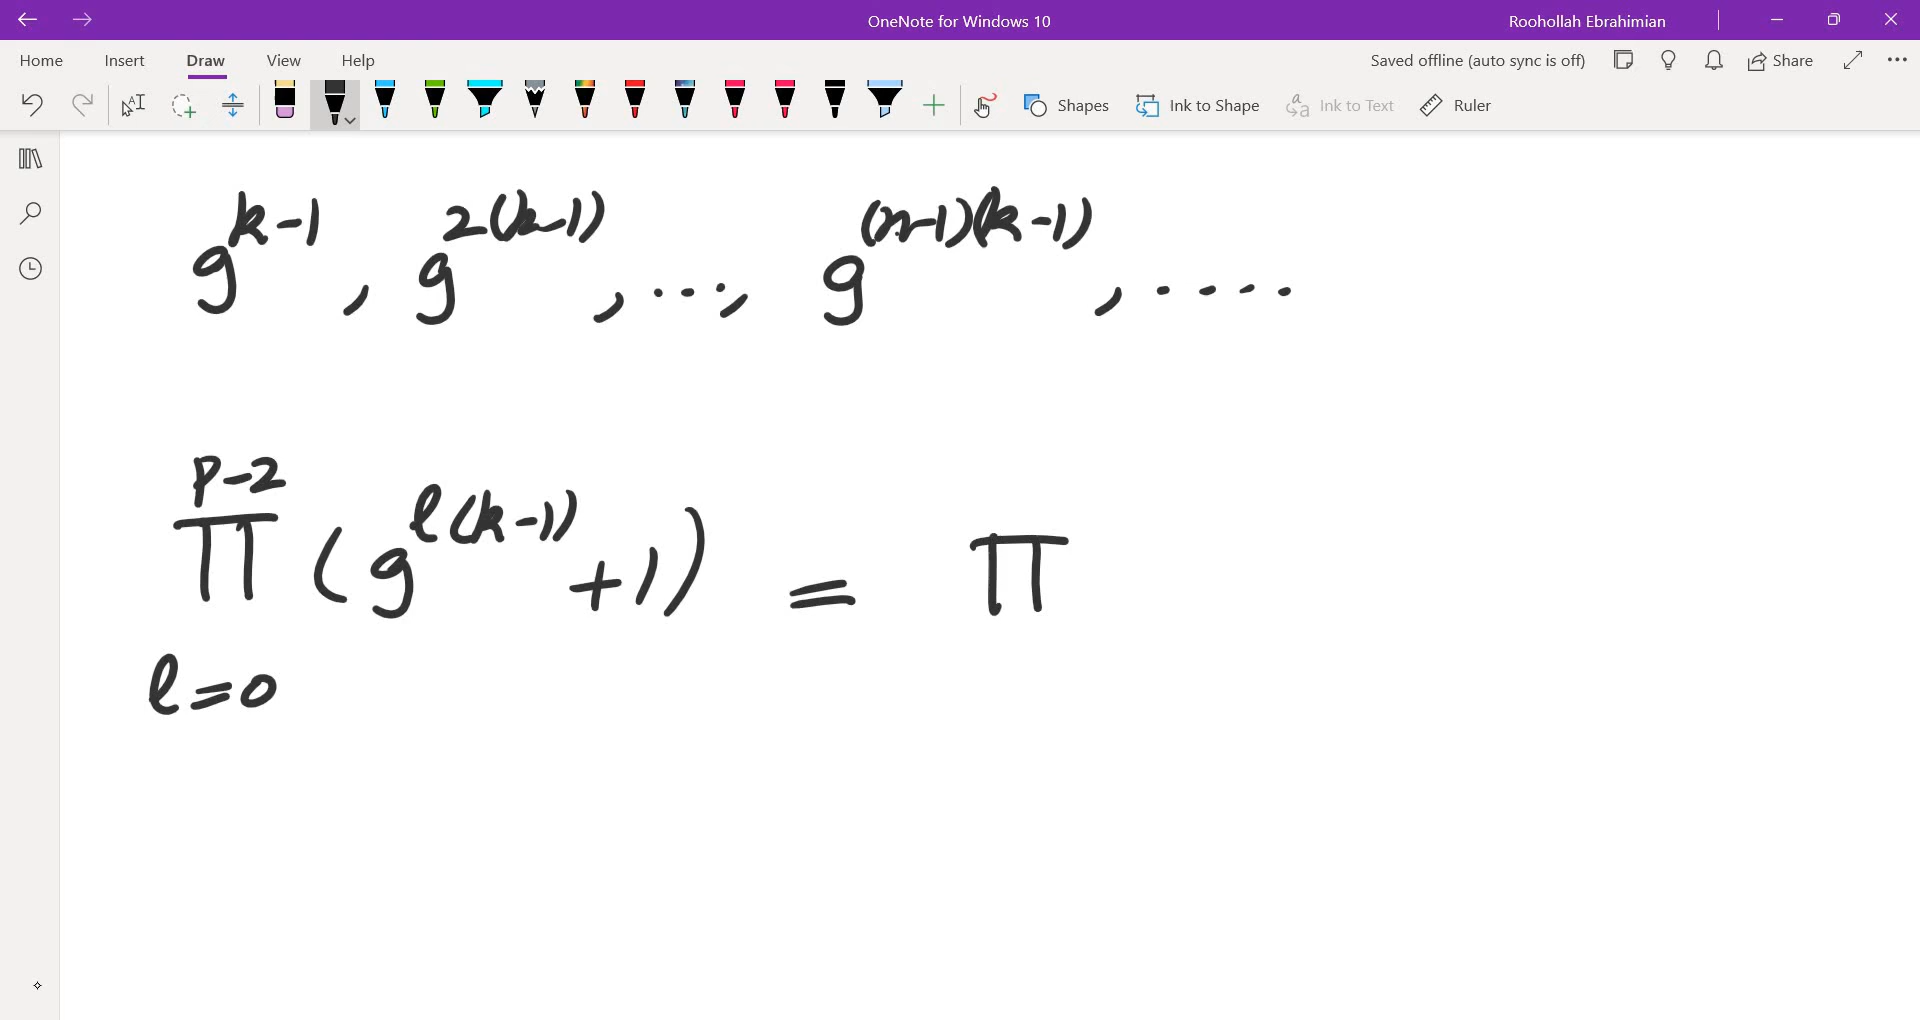 OneNote for Windows 10
Roohollah Ebrahimian
Home Insert Draw View Help
Saved offline (auto sync is off) Share
Shapes Ink to Shape Ink to Text Ruler
g^{k-1}, g^{2(k-1)}, ..., g^{(n-1)(k-1)}, ....
p-2
∏ (g^{l(k-1)} + 1) = ∏
l=0